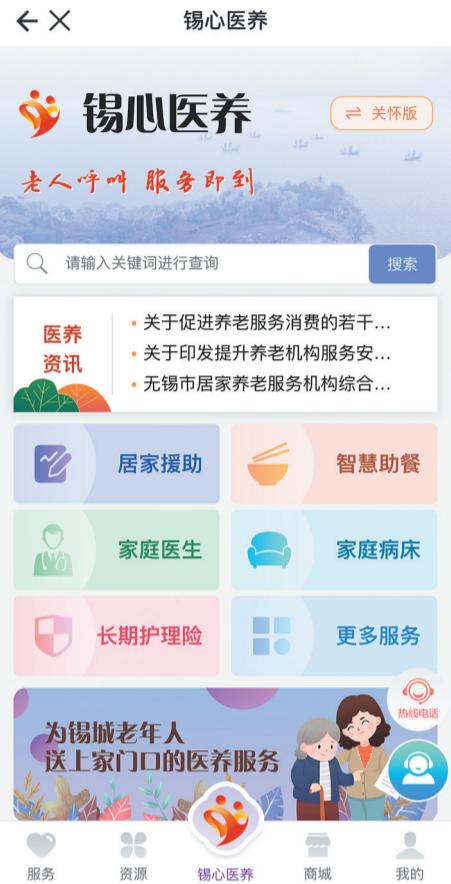 锡心医养
锡心医养
关怀版
老人呼叫 服务即到
请输入关键词进行查询
搜索
医养
资讯
关于促进养老服务消费的若干...
关于印发提升养老机构服务安...
无锡市居家养老服务机构综合...
居家援助
智慧助餐
家庭医生
家庭病床
长期护理险
更多服务
热线电话
为锡城老年人
送上家门口的医养服务
服务
资源
锡心医养
商城
我的